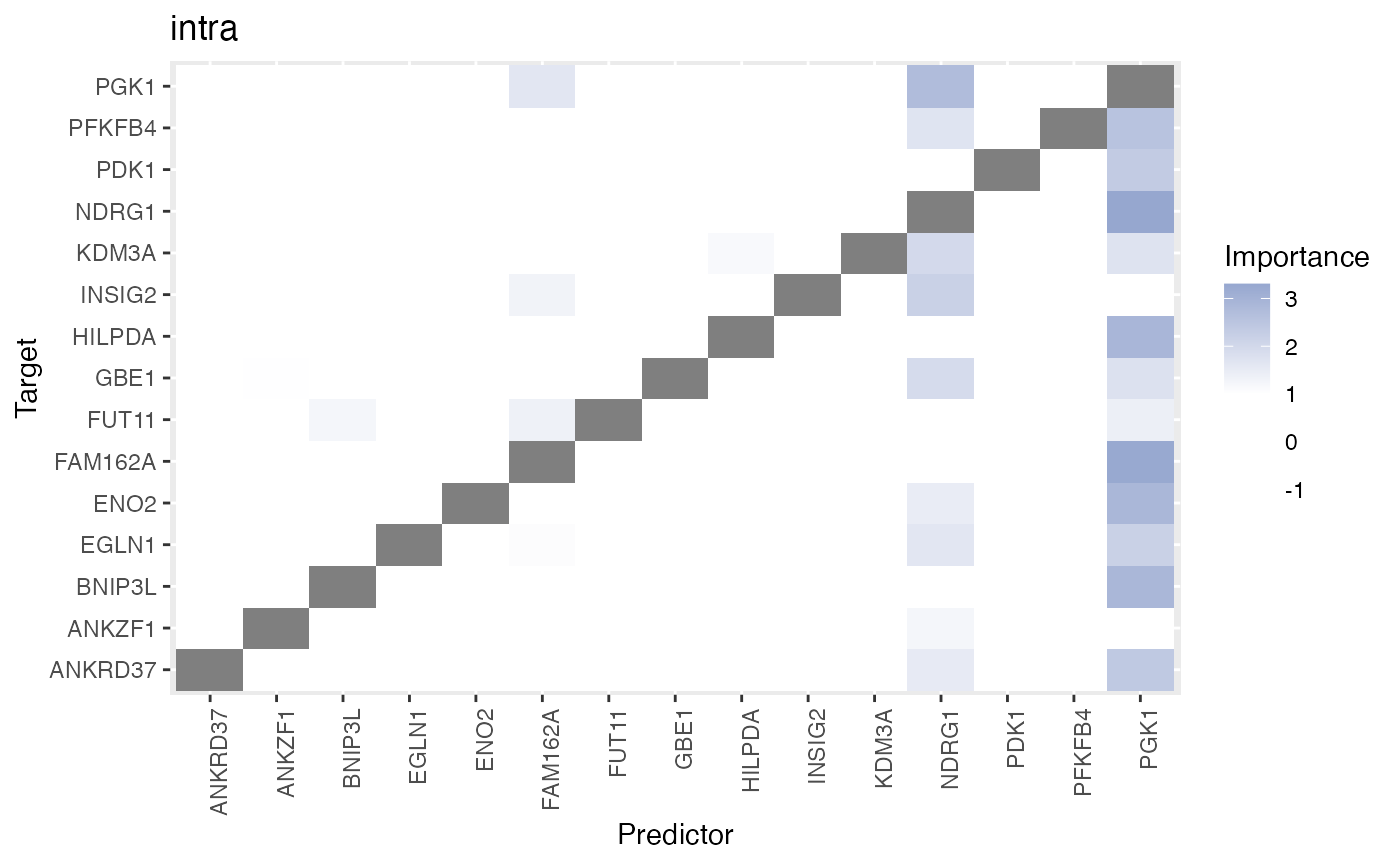 intra
PGK1
PFKFB4
PDK1
NDRG1
KDM3A
INSIG2
HILPDA
GBE1
FUT11
FAM162A
ENO2
EGLN1
BNIP3L
ANKZF1
ANKRD37
Target
ANKRD37
ANKZF1
BNIP3L
EGLN1
ENO2
FAM162A
FUT11
GBE1
HILPDA
INSIG2
KDM3A
NDRG1
PDK1
PFKFB4
PGK1
Predictor
Importance
3
2
1
0
-1